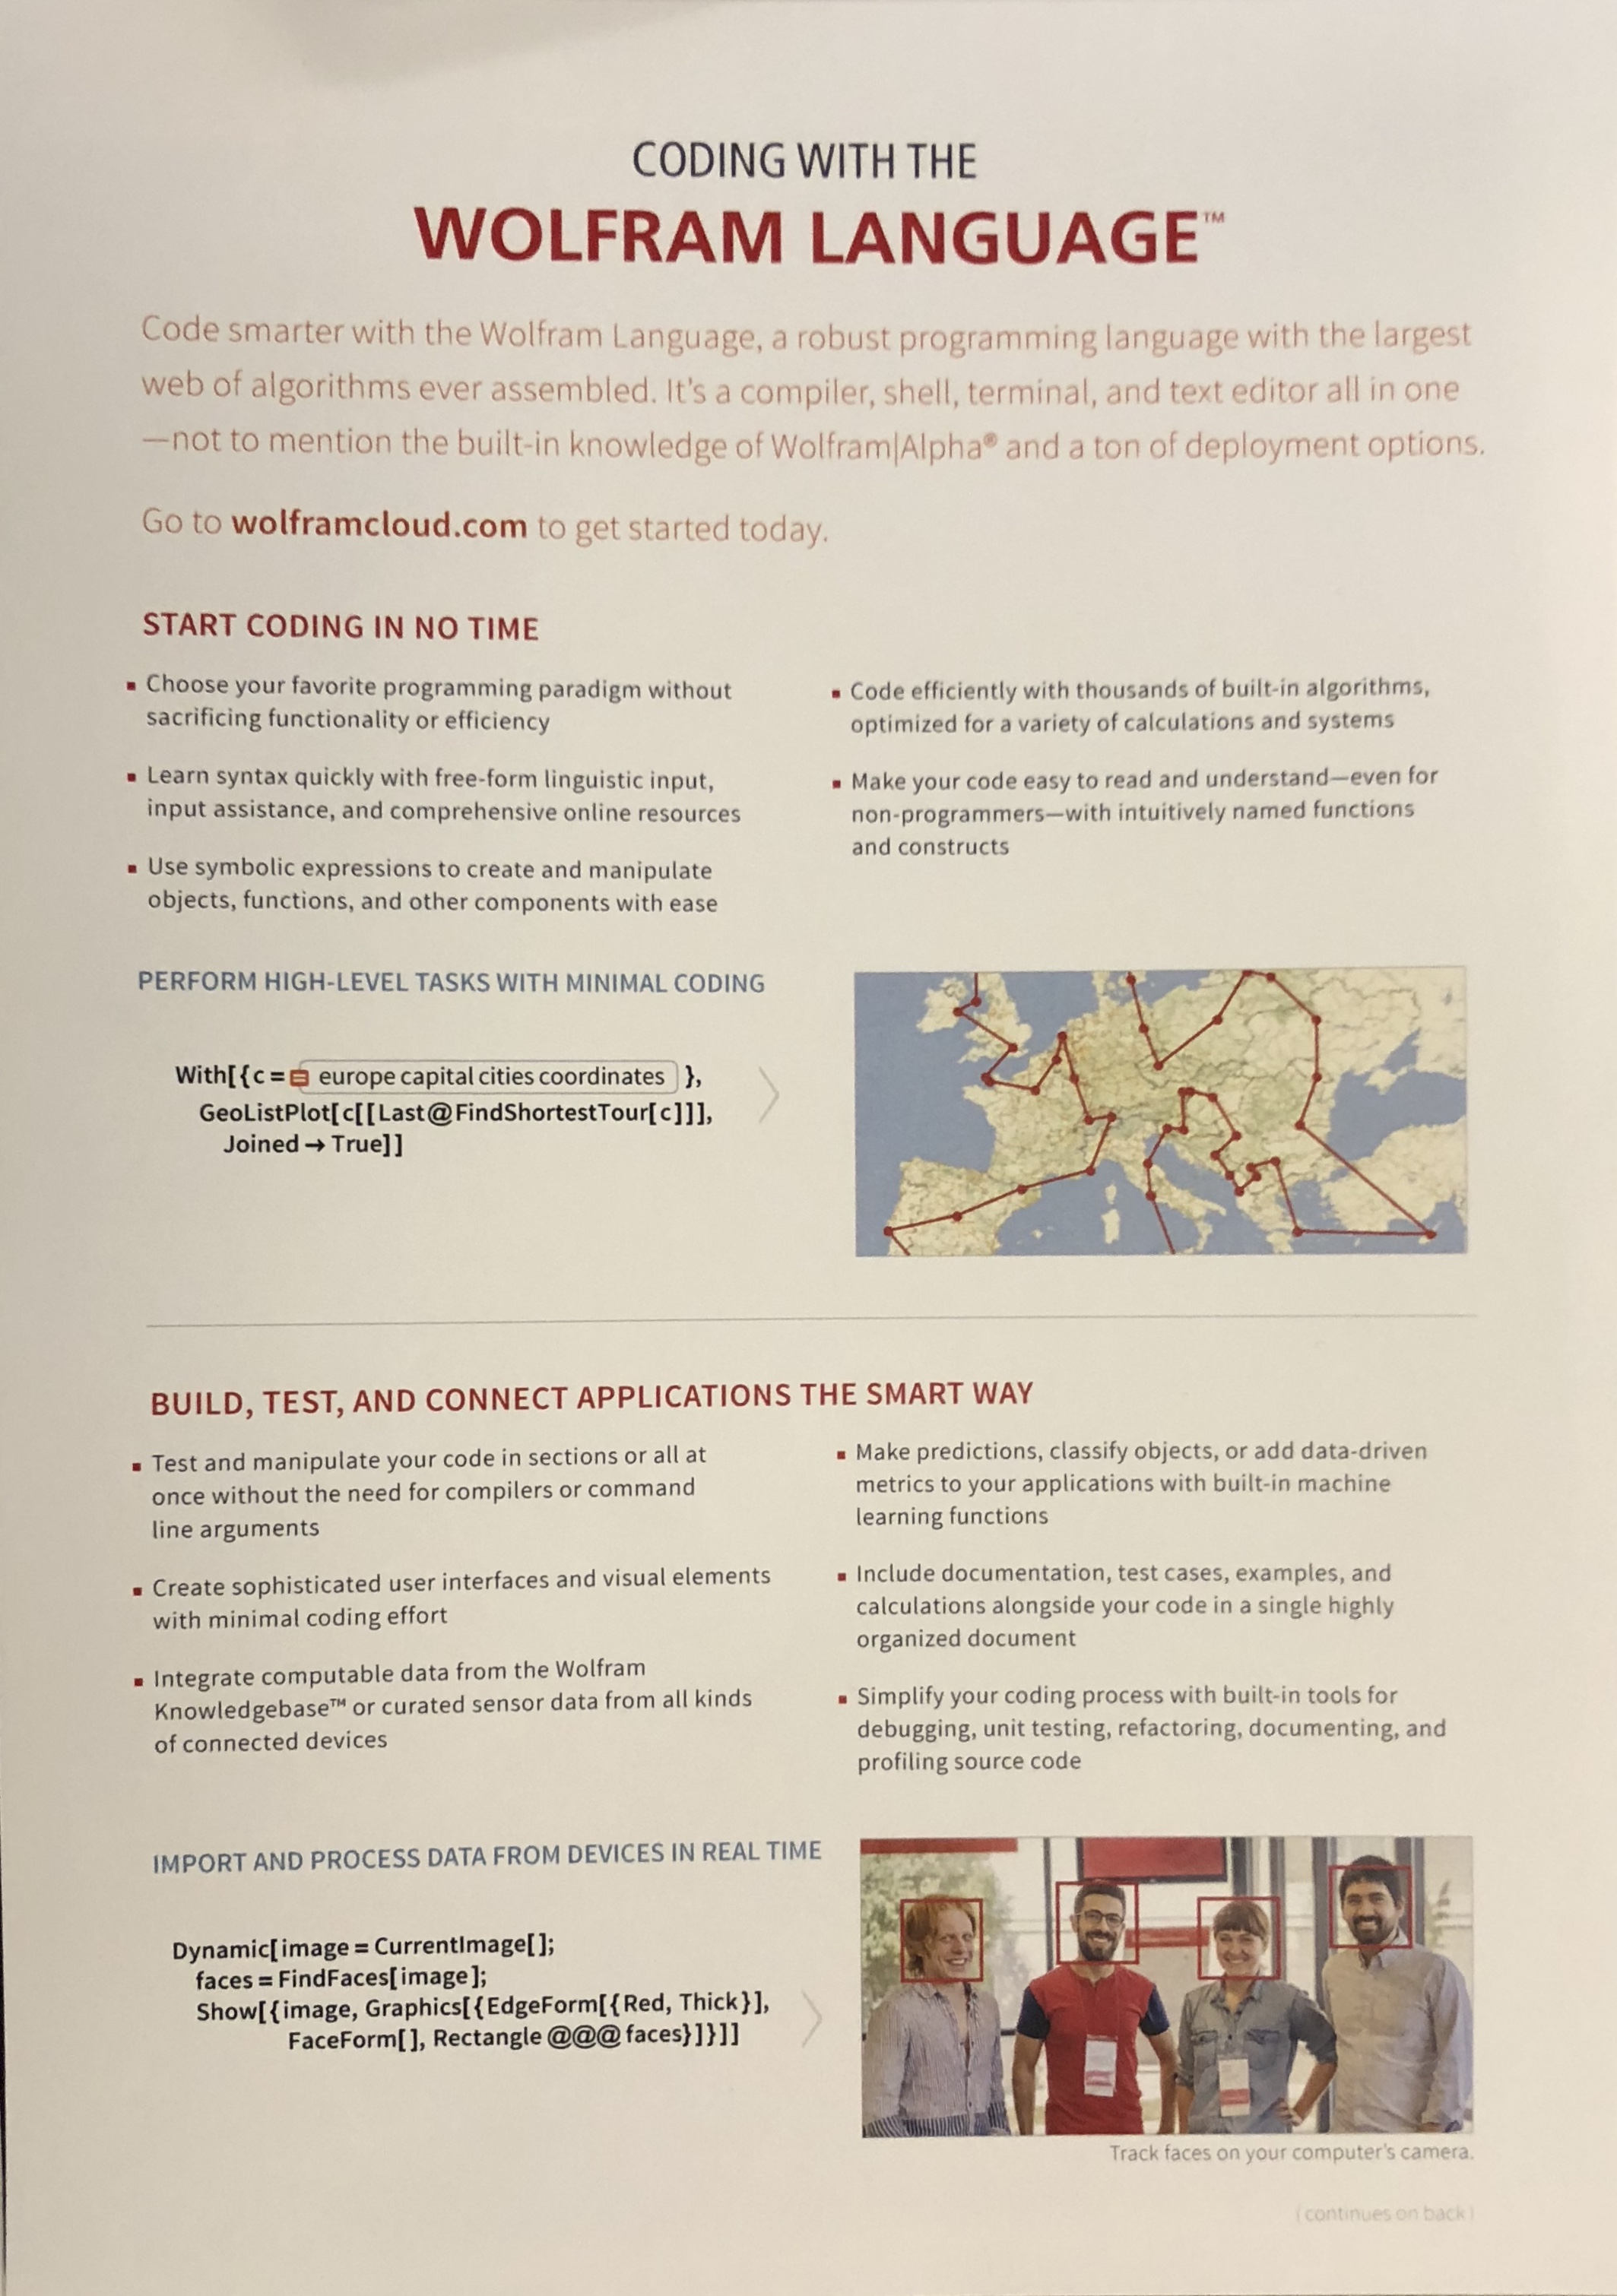 CODING WITH THE
WOLFRAM LANGUAGE™
Code smarter with the Wolfram Language, a robust programming language with the largest
web of algorithms ever assembled. It's a compiler, shell, terminal, and text editor all in one
—not to mention the built-in knowledge of Wolfram|Alpha® and a ton of deployment options.
Go to wolframcloud.com to get started today.
START CODING IN NO TIME
▪ Choose your favorite programming paradigm without
sacrificing functionality or efficiency
▪ Learn syntax quickly with free-form linguistic input,
input assistance, and comprehensive online resources
▪ Use symbolic expressions to create and manipulate
objects, functions, and other components with ease
▪ Code efficiently with thousands of built-in algorithms,
optimized for a variety of calculations and systems
▪ Make your code easy to read and understand—even for
non-programmers—with intuitively named functions
and constructs
PERFORM HIGH-LEVEL TASKS WITH MINIMAL CODING
With[{c = europe capital cities coordinates },
GeoListPlot[c[[Last@FindShortestTour[c]]],
Joined → True]]
BUILD, TEST, AND CONNECT APPLICATIONS THE SMART WAY
▪ Test and manipulate your code in sections or all at
once without the need for compilers or command
line arguments
▪ Create sophisticated user interfaces and visual elements
with minimal coding effort
▪ Integrate computable data from the Wolfram
Knowledgebase™ or curated sensor data from all kinds
of connected devices
▪ Make predictions, classify objects, or add data-driven
metrics to your applications with built-in machine
learning functions
▪ Include documentation, test cases, examples, and
calculations alongside your code in a single highly
organized document
▪ Simplify your coding process with built-in tools for
debugging, unit testing, refactoring, documenting, and
profiling source code
IMPORT AND PROCESS DATA FROM DEVICES IN REAL TIME
Dynamic[image = CurrentImage[];
faces = FindFaces[image];
Show[{image, Graphics[{EdgeForm[{Red, Thick}],
FaceForm[], Rectangle @@@ faces}]}]]
Track faces on your computer's camera.
(continues on back)